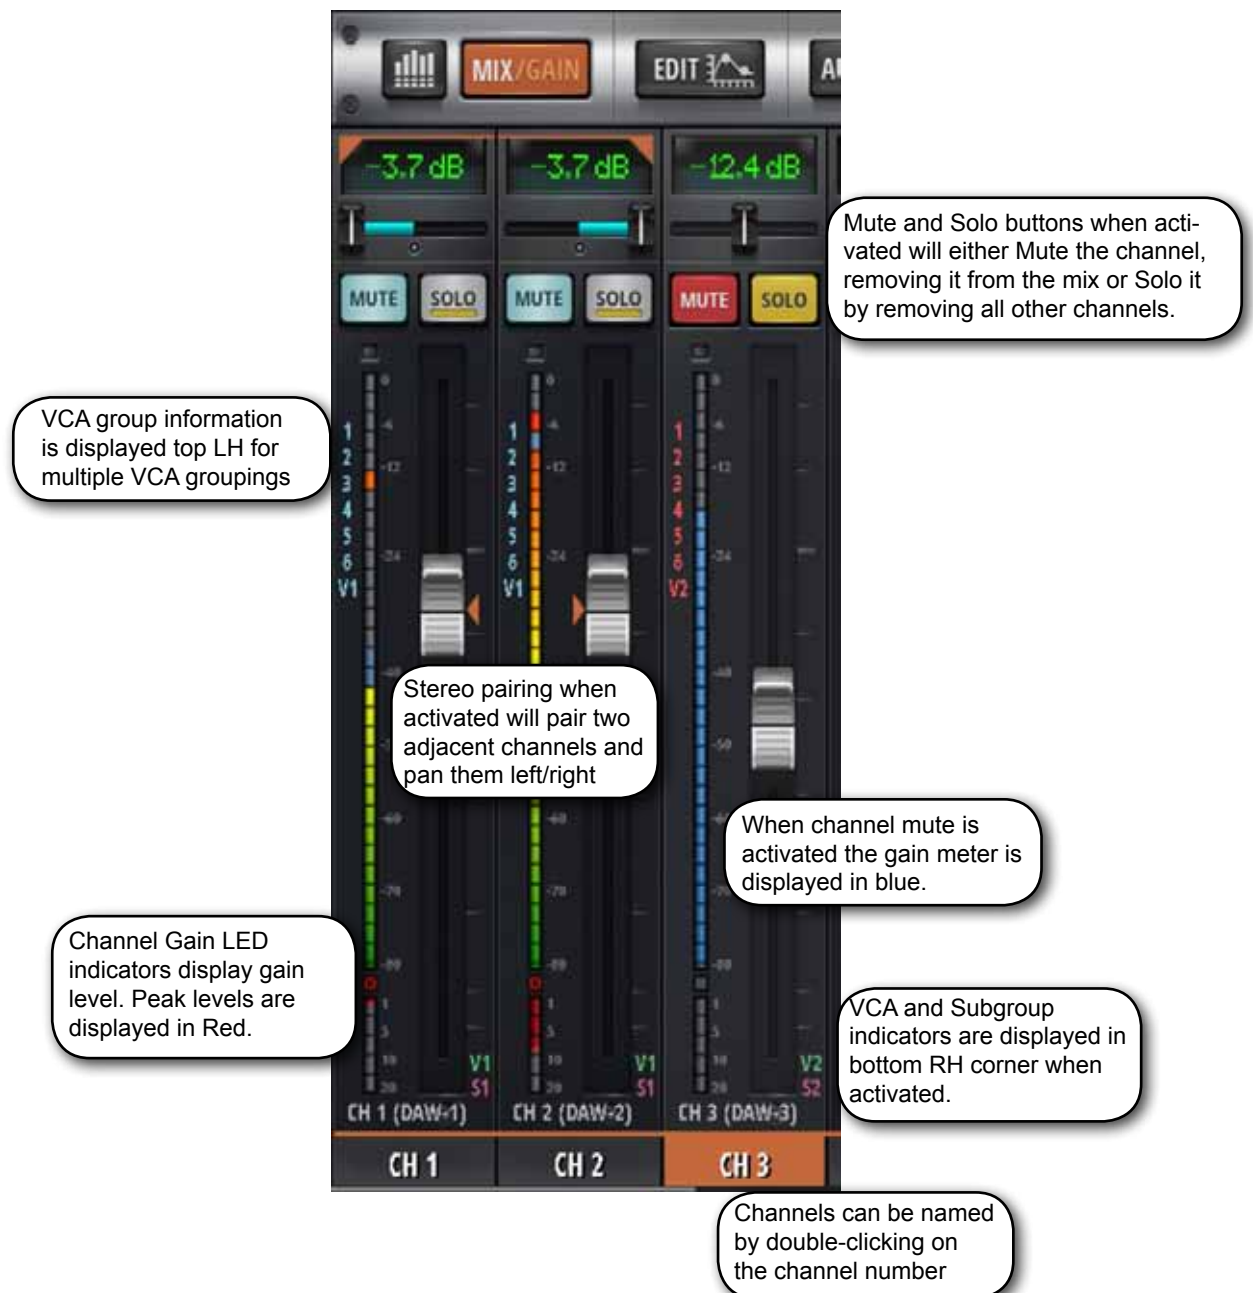 MIX/GAIN
EDIT
-3.7 dB
-3.7 dB
-12.4 dB
MUTE SOLO
MUTE SOLO
MUTE SOLO
Mute and Solo buttons when acti-
vated will either Mute the channel,
removing it from the mix or Solo it
by removing all other channels.
VCA group information
is displayed top LH for
multiple VCA groupings
1
2
3
4
5
6
V1
1
2
3
4
5
6
V1
1
2
3
4
5
6
V2
Stereo pairing when
activated will pair two
adjacent channels and
pan them left/right
When channel mute is
activated the gain meter is
displayed in blue.
Channel Gain LED
indicators display gain
level. Peak levels are
displayed in Red.
VCA and Subgroup
indicators are displayed in
bottom RH corner when
activated.
V1
S1
V1
S1
V2
S2
CH 1 (DAW-1)
CH 2 (DAW-2)
CH 3 (DAW-3)
CH 1
CH 2
CH 3
Channels can be named
by double-clicking on
the channel number